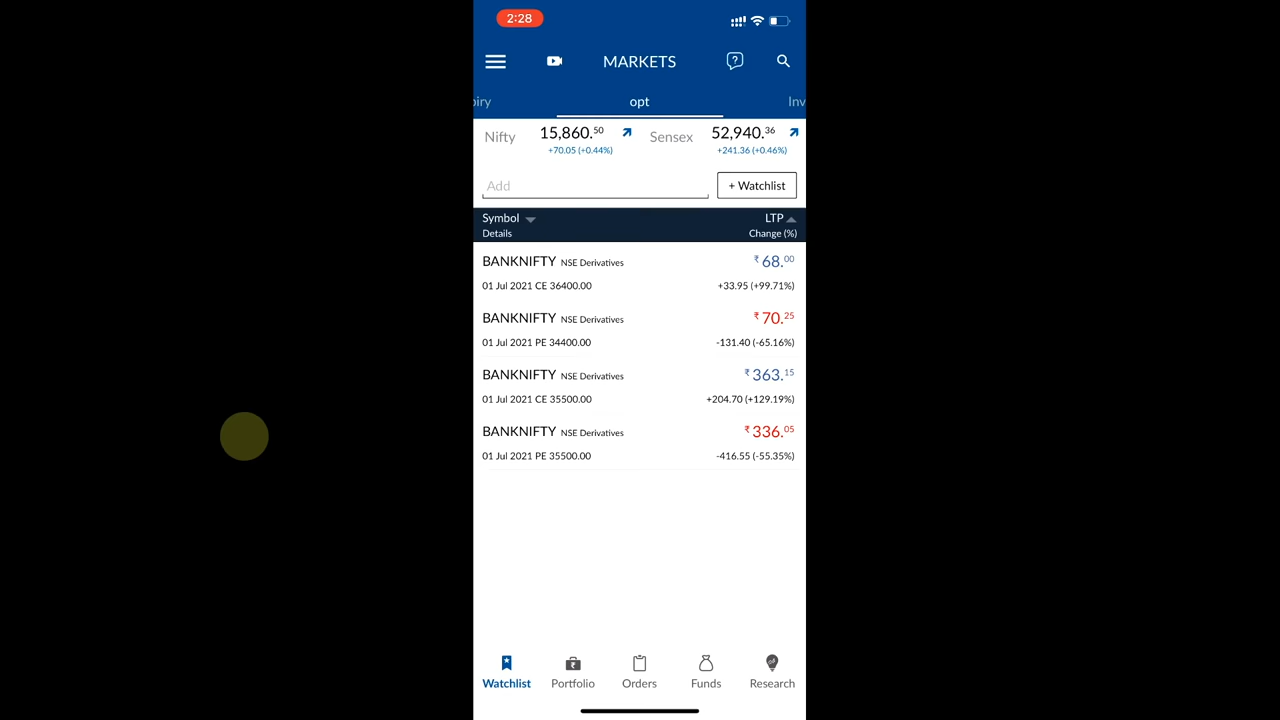 2:28
MARKETS
iry opt Inv
Nifty 15,860.50 Sensex 52,940.36
+70.05 (+0.44%) +241.36 (+0.46%)
Add + Watchlist
Symbol LTP
Details Change (%)
BANKNIFTY NSE Derivatives ₹ 68.00
01 Jul 2021 CE 36400.00 +33.95 (+99.71%)
BANKNIFTY NSE Derivatives ₹ 70.25
01 Jul 2021 PE 34400.00 -131.40 (-65.16%)
BANKNIFTY NSE Derivatives ₹ 363.15
01 Jul 2021 CE 35500.00 +204.70 (+129.19%)
BANKNIFTY NSE Derivatives ₹ 336.05
01 Jul 2021 PE 35500.00 -416.55 (-55.35%)
Watchlist Portfolio Orders Funds Research